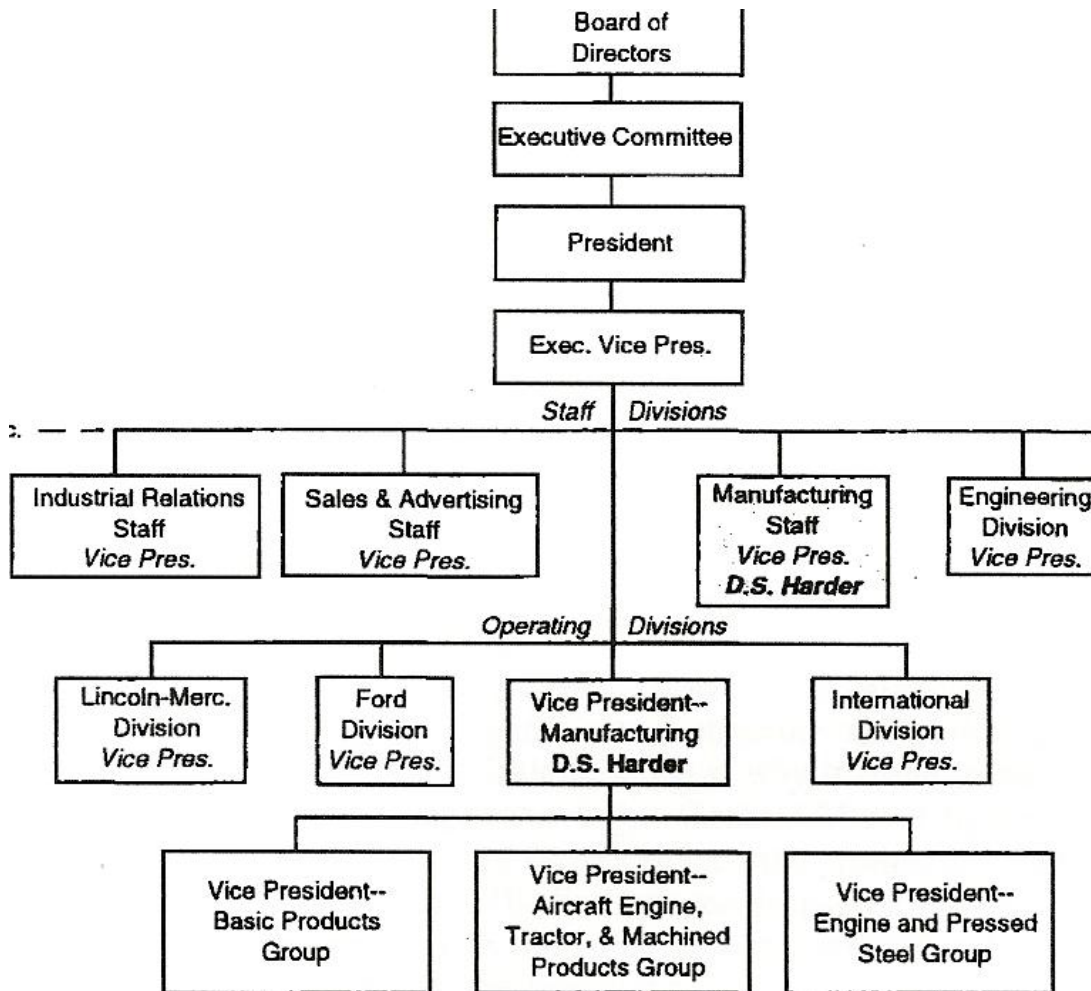 Board of
Directors
Executive Committee
President
Exec. Vice Pres.
Staff Divisions
c.
Industrial Relations
Staff
Vice Pres.
Sales & Advertising
Staff
Vice Pres.
Manufacturing
Staff
Vice Pres.
D.S. Harder
Engineering
Division
Vice Pres.
Operating Divisions
Lincoln-Merc.
Division
Vice Pres.
Ford
Division
Vice Pres.
Vice President--
Manufacturing
D.S. Harder
International
Division
Vice Pres.
Vice President--
Basic Products
Group
Vice President--
Aircraft Engine,
Tractor, & Machined
Products Group
Vice President--
Engine and Pressed
Steel Group